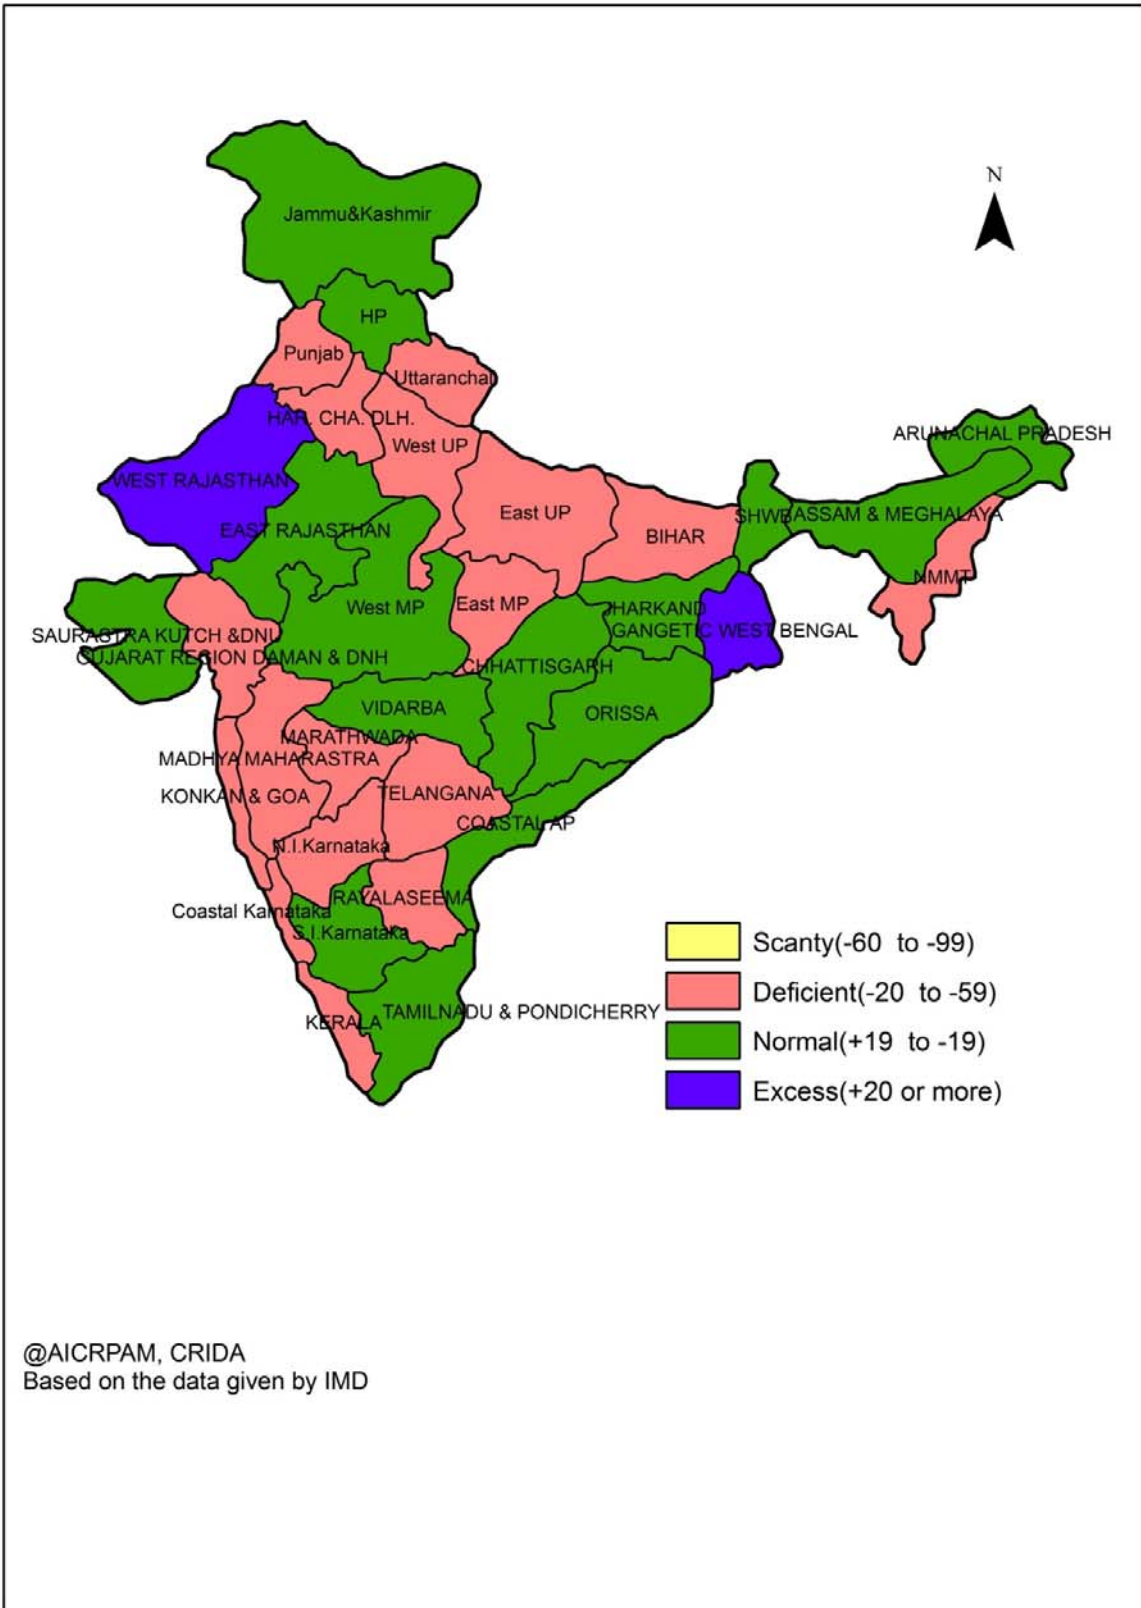 N
Jammu&Kashmir
HP
Punjab
Uttaranchal
HAR. CHA. DLH.
West UP
ARUNACHAL PRADESH
WEST RAJASTHAN
EAST RAJASTHAN
East UP
BIHAR
SHWB
ASSAM & MEGHALAYA
NMMT
West MP
East MP
JHARKAND
GANGETIC WEST BENGAL
SAURASTRA KUTCH &DNU
GUJARAT REGION DAMAN & DNH
CHHATTISGARH
VIDARBA
ORISSA
MARATHWADA
MADHYA MAHARASTRA
KONKAN & GOA
TELANGANA
COASTAL AP
N.I.Karnataka
RAYALASEEMA
Coastal Karnataka
S.I.Karnataka
KERALA
TAMILNADU & PONDICHERRY
Scanty(-60 to -99)
Deficient(-20 to -59)
Normal(+19 to -19)
Excess(+20 or more)
@AICRPAM, CRIDA
Based on the data given by IMD